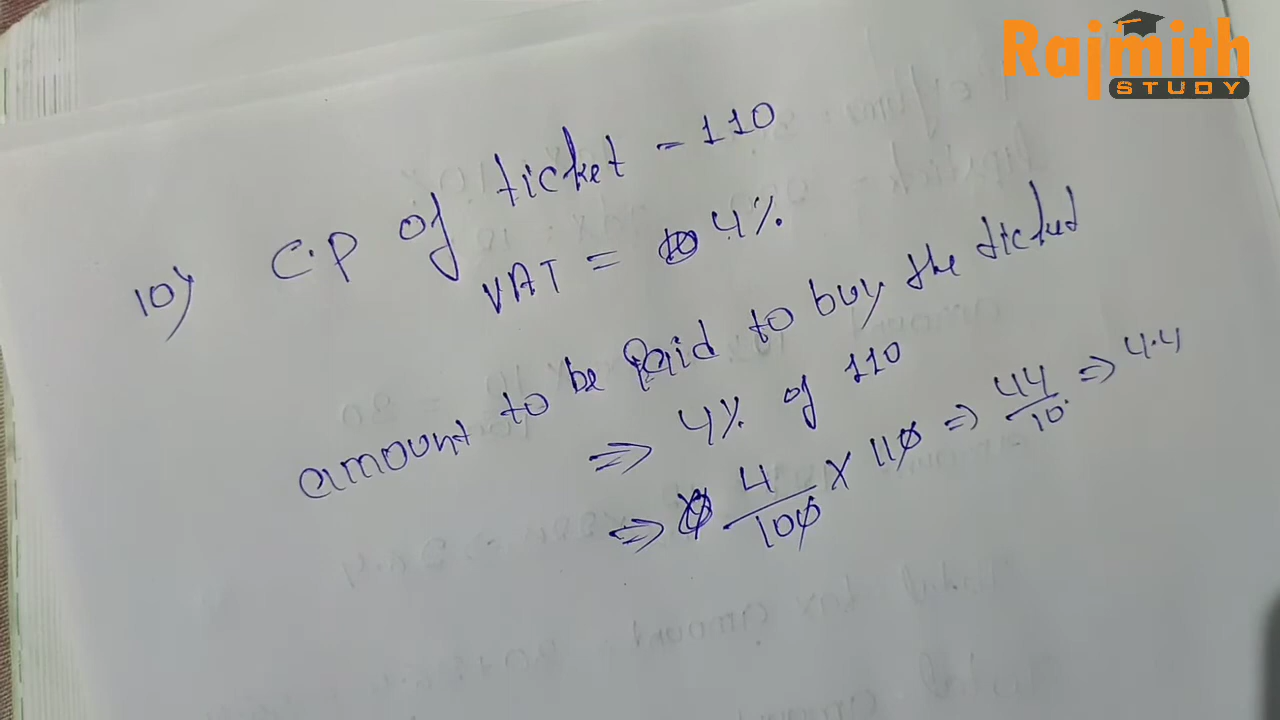 Rajmith
STUDY
10) C.P of ticket - 110
VAT = 4%
amount to be Paid to buy the ticket
⇒ 4% of 110
⇒ 4/100 × 110 ⇒ 44/10 ⇒ 4.4